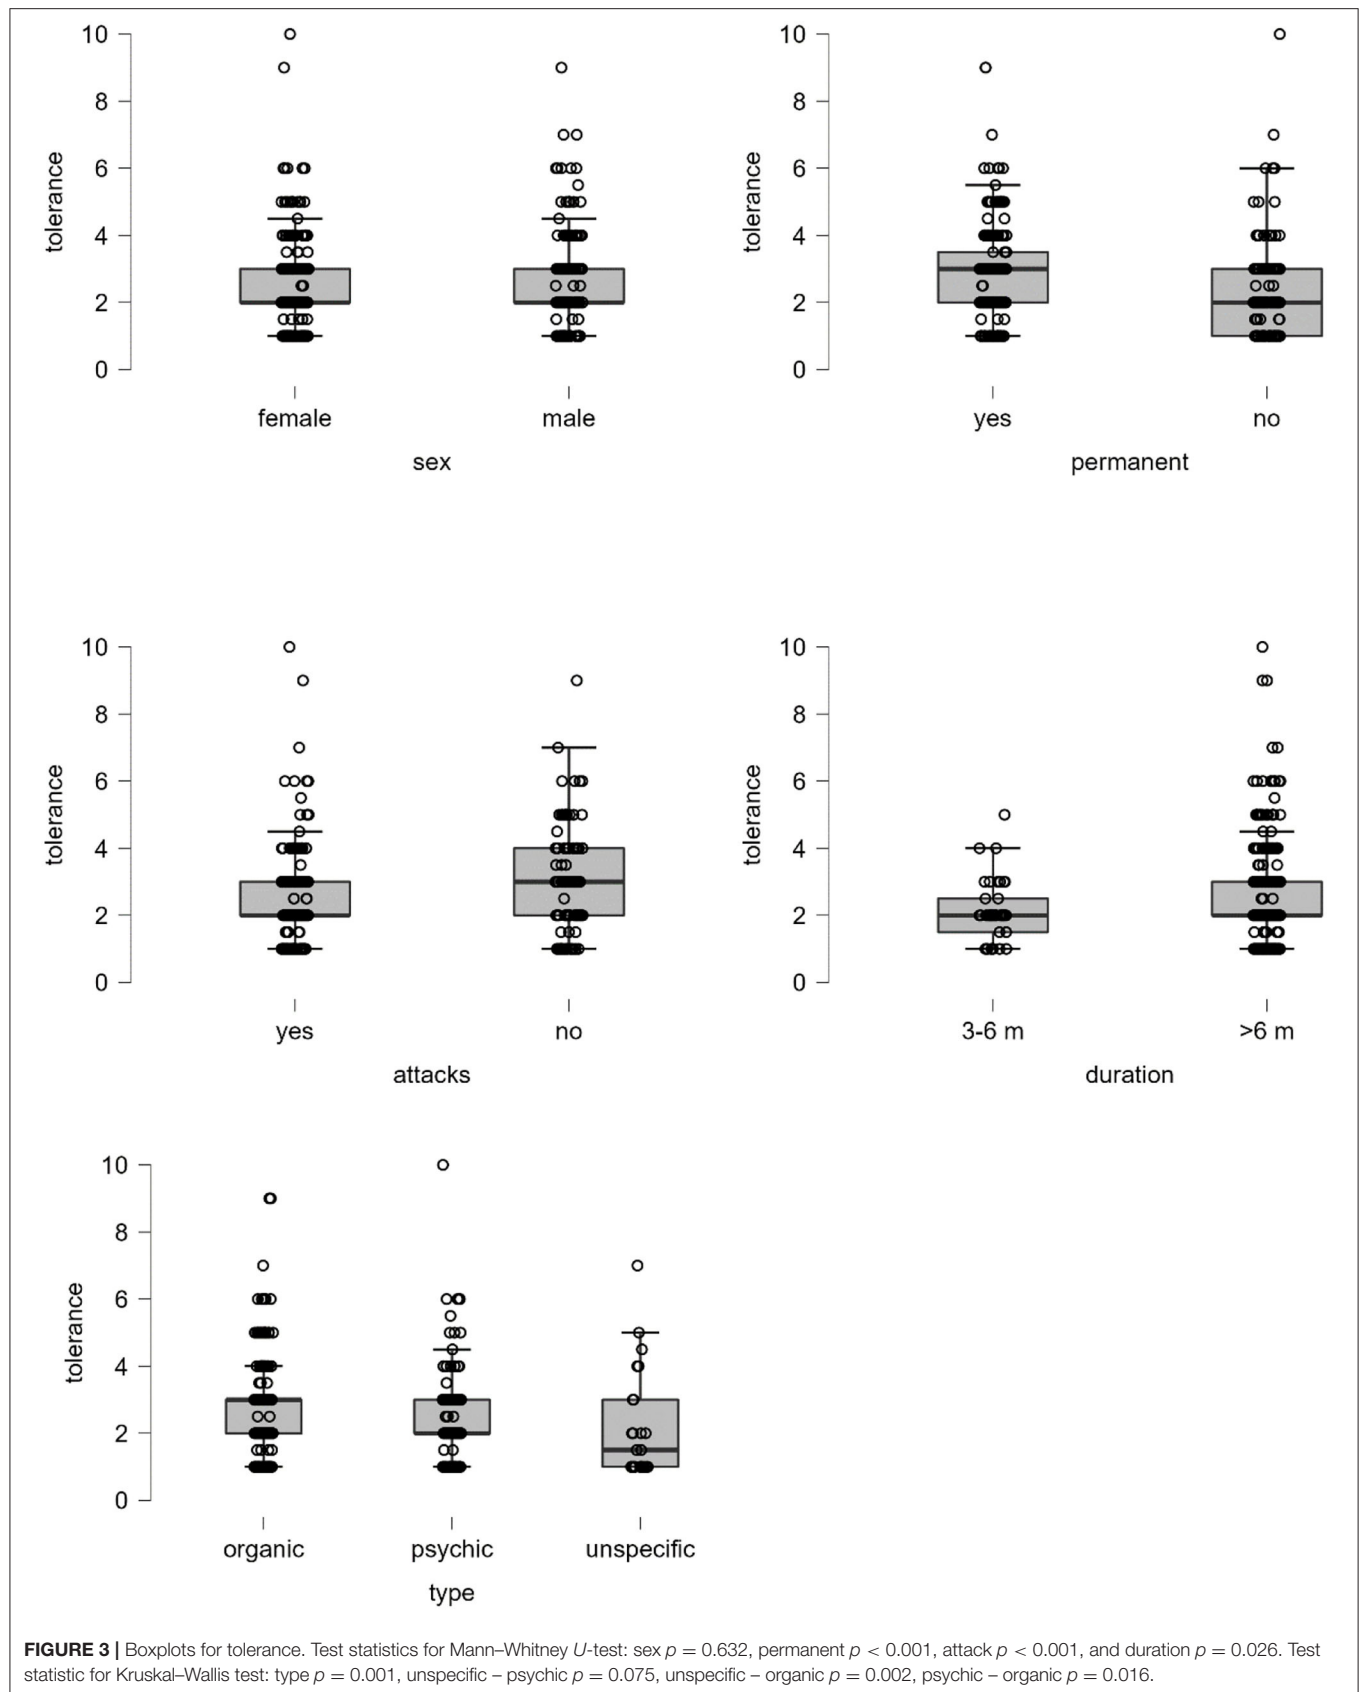 10
8
6
4
2
0
tolerance
female
male
sex
10
8
6
4
2
0
tolerance
yes
no
permanent
10
8
6
4
2
0
tolerance
yes
no
attacks
10
8
6
4
2
0
tolerance
3-6 m
>6 m
duration
10
8
6
4
2
0
tolerance
organic
psychic
unspecific
type
FIGURE 3 | Boxplots for tolerance. Test statistics for Mann–Whitney U-test: sex p = 0.632, permanent p < 0.001, attack p < 0.001, and duration p = 0.026. Test
statistic for Kruskal–Wallis test: type p = 0.001, unspecific – psychic p = 0.075, unspecific – organic p = 0.002, psychic – organic p = 0.016.